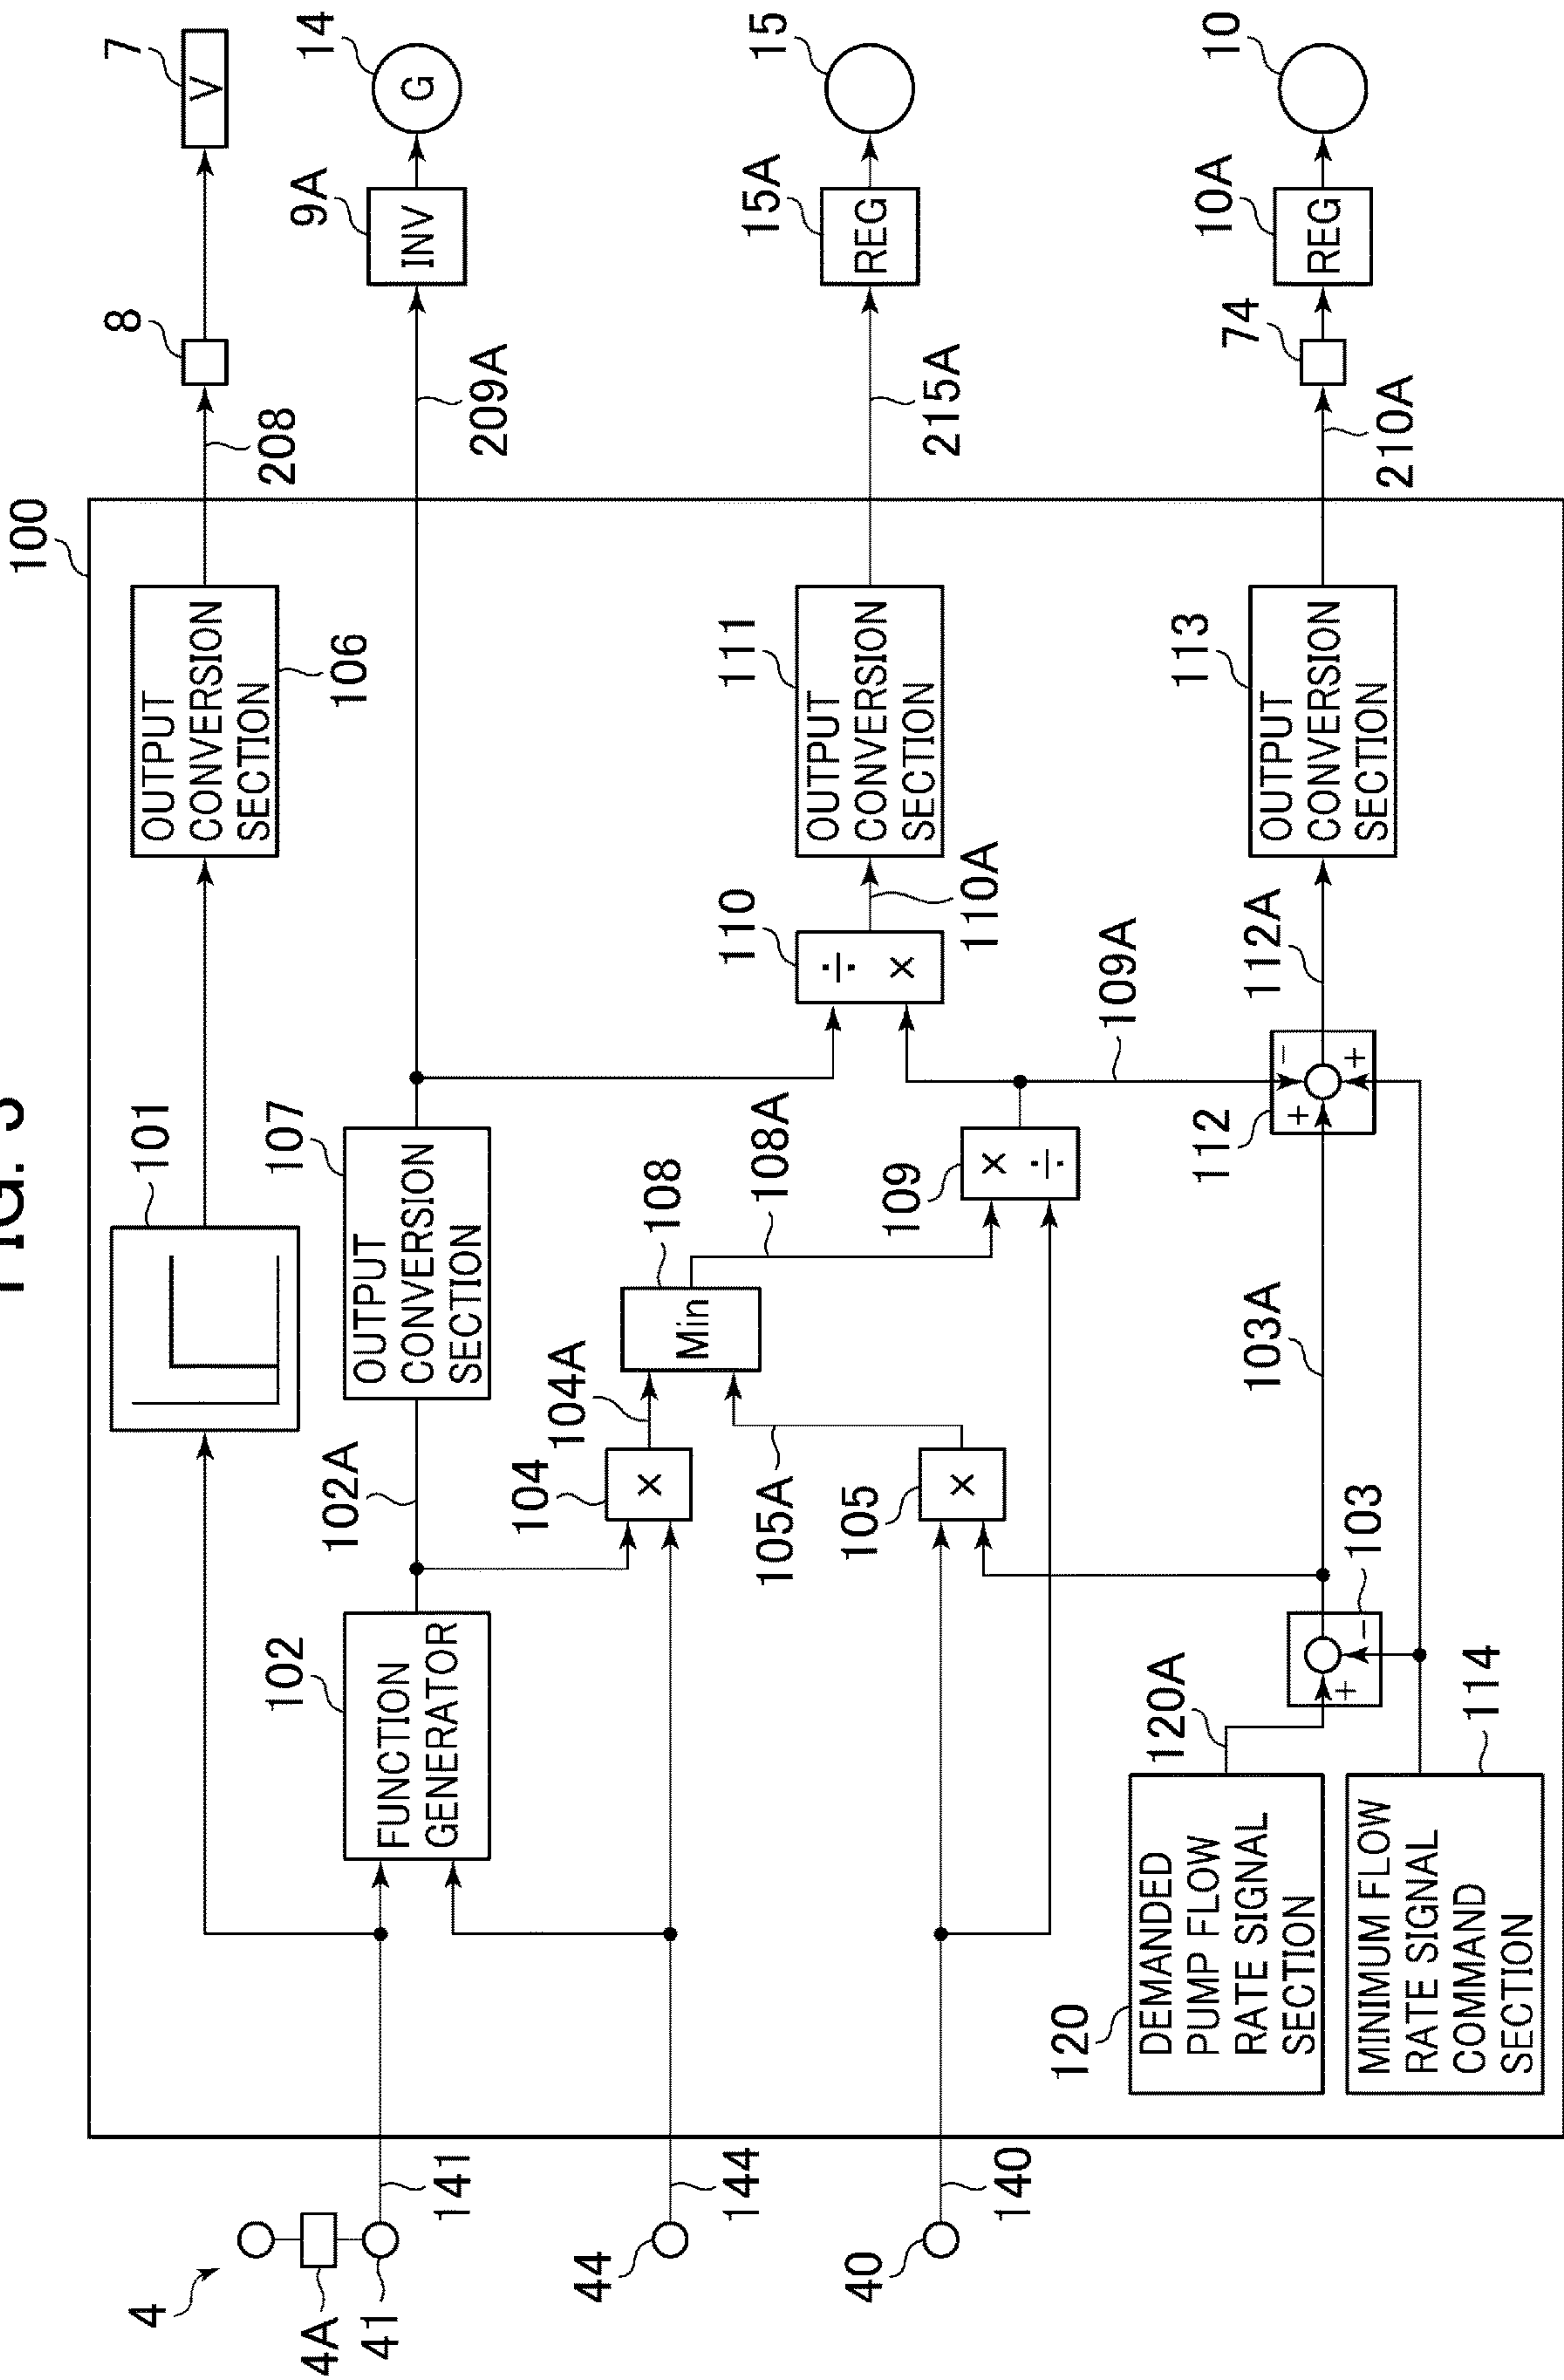 FIG. 3
100
4
4A
41
141
44
144
40
140
101
OUTPUT
CONVERSION
SECTION
106
208
8
7
V
102
FUNCTION
GENERATOR
102A
107
OUTPUT
CONVERSION
SECTION
209A
9A
INV
14
G
104
×
104A
105
×
105A
108
Min
108A
109
×
÷
109A
110
÷
×
110A
111
OUTPUT
CONVERSION
SECTION
215A
15A
REG
15
120
DEMANDED
PUMP FLOW
RATE SIGNAL
SECTION
120A
MINIMUM FLOW
RATE SIGNAL
COMMAND
SECTION
114
103
+
-
103A
112
+
-
+
112A
113
OUTPUT
CONVERSION
SECTION
210A
74
10A
REG
10